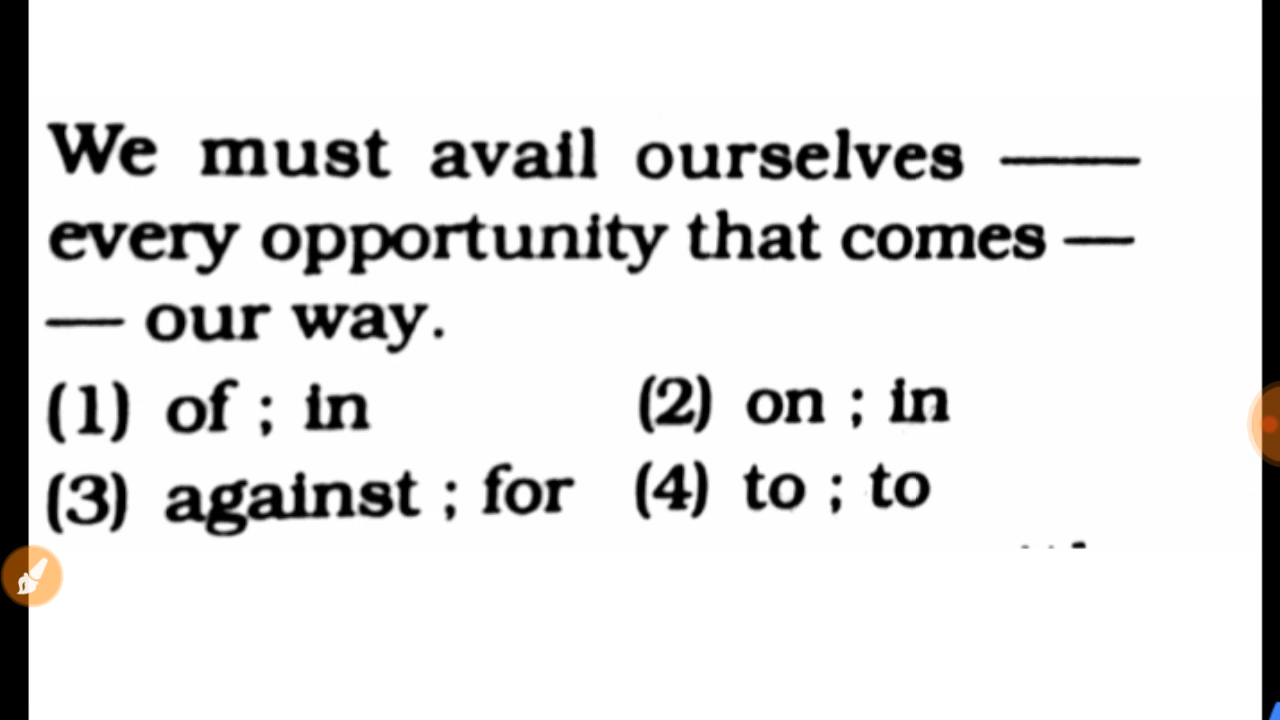 We must avail ourselves ——
every opportunity that comes —
— our way.
(1) of ; in (2) on ; in
(3) against ; for (4) to ; to